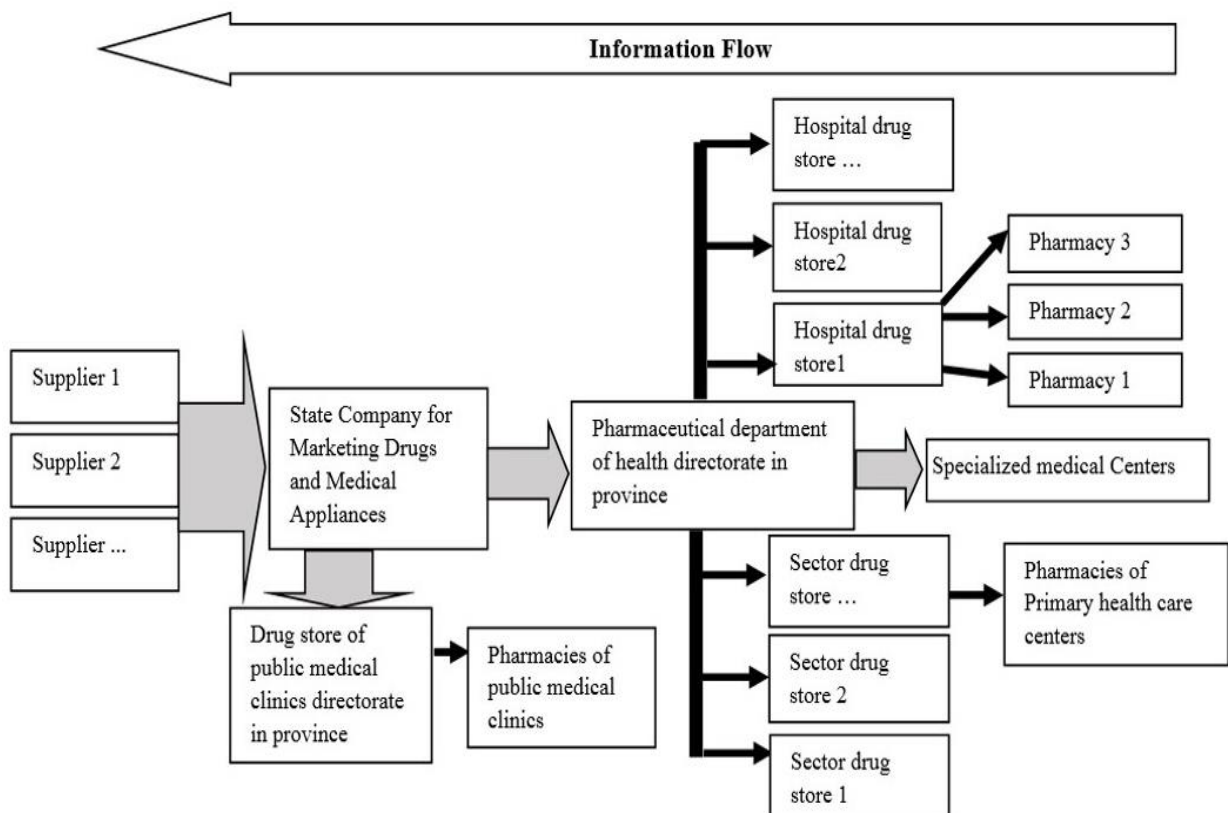 Information Flow
Hospital drug
store ...
Hospital drug
store2
Hospital drug
store1
Pharmacy 3
Pharmacy 2
Pharmacy 1
Supplier 1
Supplier 2
Supplier ...
State Company for
Marketing Drugs
and Medical
Appliances
Pharmaceutical department
of health directorate in
province
Specialized medical Centers
Drug store of
public medical
clinics directorate
in province
Pharmacies of
public medical
clinics
Sector drug
store ...
Sector drug
store 2
Sector drug
store 1
Pharmacies of
Primary health care
centers